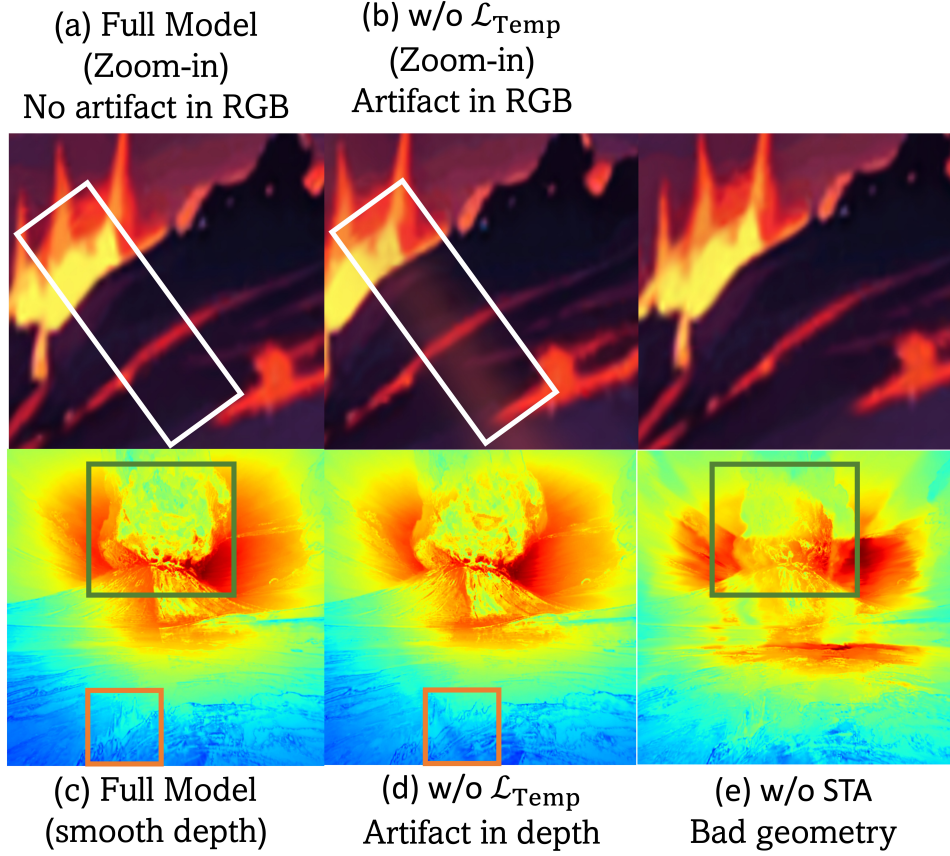 (a) Full Model
(Zoom-in)
No artifact in RGB
(b) w/o ℒTemp
(Zoom-in)
Artifact in RGB
(c) Full Model
(smooth depth)
(d) w/o ℒTemp
Artifact in depth
(e) w/o STA
Bad geometry